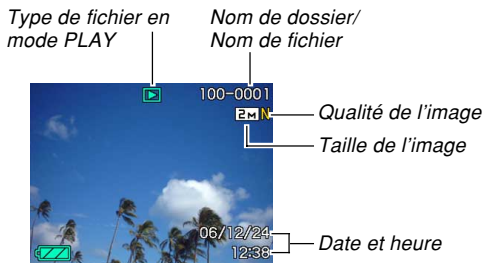 Type de fichier en
mode PLAY
Nom de dossier/
Nom de fichier
100-0001
2M N
Qualité de l'image
Taille de l'image
06/12/24
12:38
Date et heure